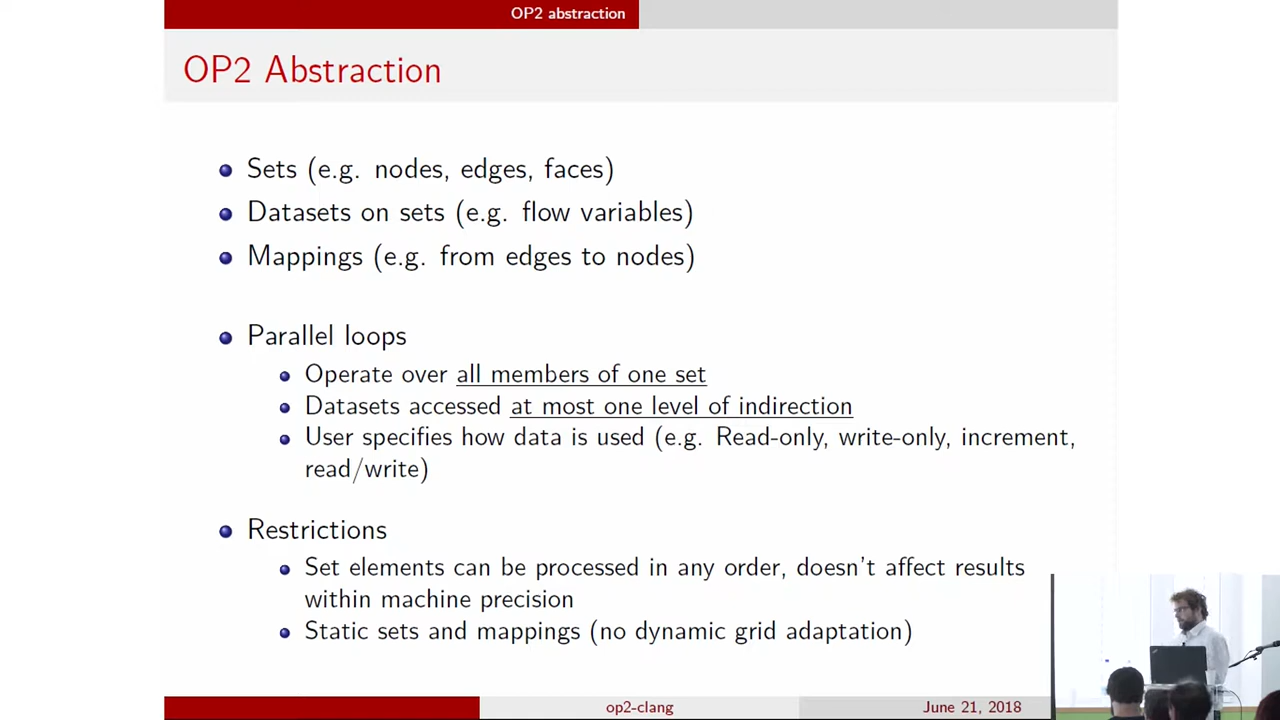 OP2 abstraction
OP2 Abstraction
Sets (e.g. nodes, edges, faces)
Datasets on sets (e.g. flow variables)
Mappings (e.g. from edges to nodes)
Parallel loops
Operate over all members of one set
Datasets accessed at most one level of indirection
User specifies how data is used (e.g. Read-only, write-only, increment,
read/write)
Restrictions
Set elements can be processed in any order, doesn't affect results
within machine precision
Static sets and mappings (no dynamic grid adaptation)
op2-clang
June 21, 2018